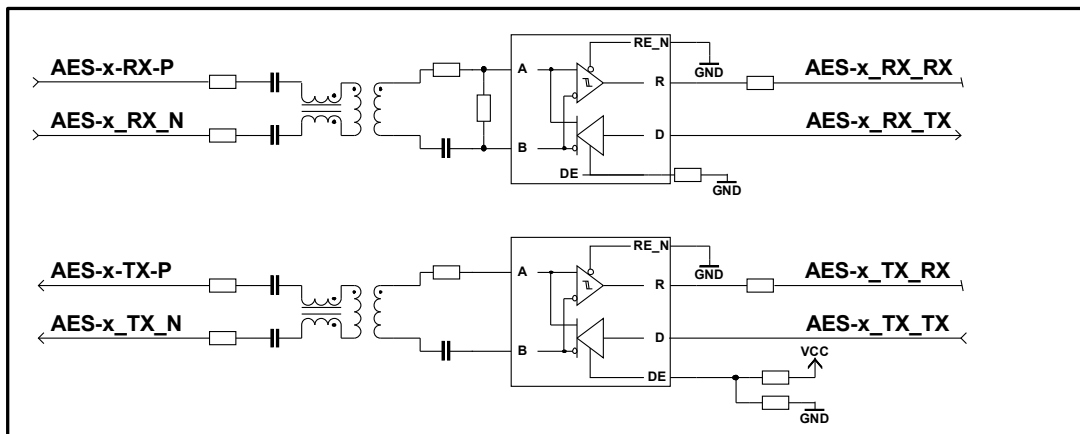 RE_N
AES-x-RX-P
A
GND
R
AES-x_RX_RX
AES-x_RX_N
D
AES-x_RX_TX
B
DE
GND
RE_N
AES-x-TX-P
A
GND
R
AES-x_TX_RX
AES-x_TX_N
D
AES-x_TX_TX
B
VCC
DE
GND